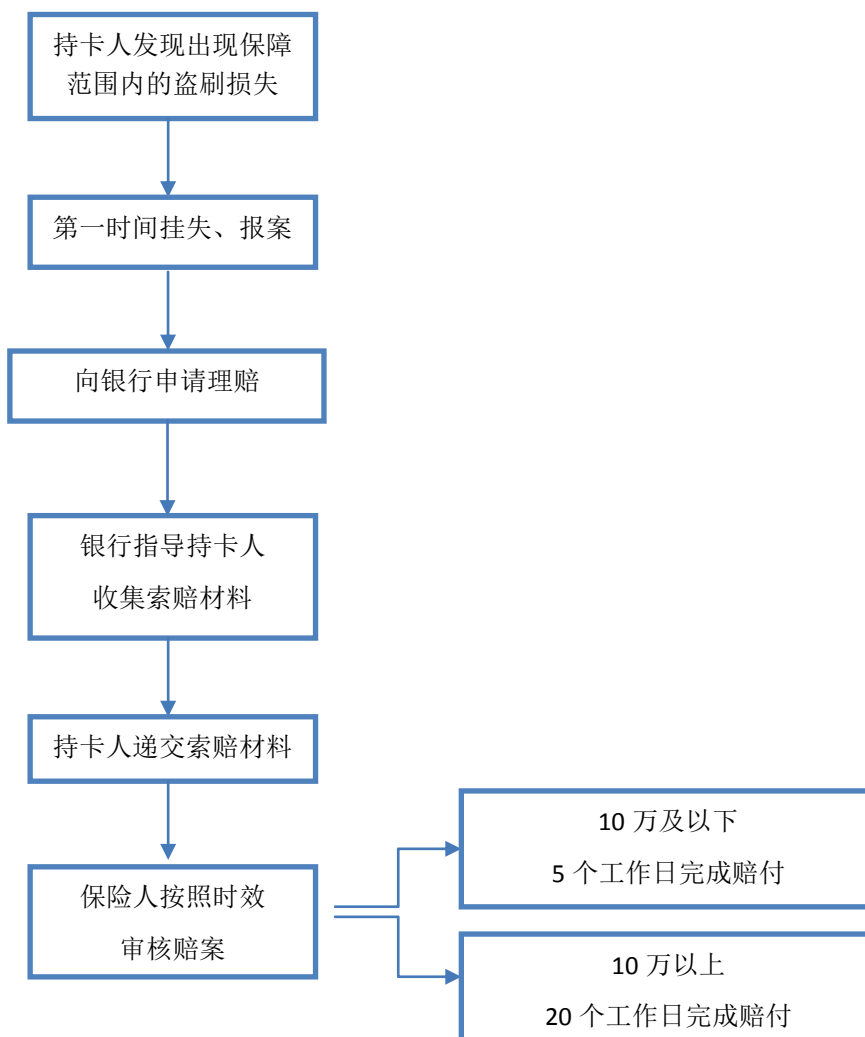 持卡人发现出现保障
范围内的盗刷损失
第一时间挂失、报案
向银行申请理赔
银行指导持卡人
收集索赔材料
持卡人递交索赔材料
保险人按照时效
审核赔案
10 万及以下
5 个工作日完成赔付
10 万以上
20 个工作日完成赔付